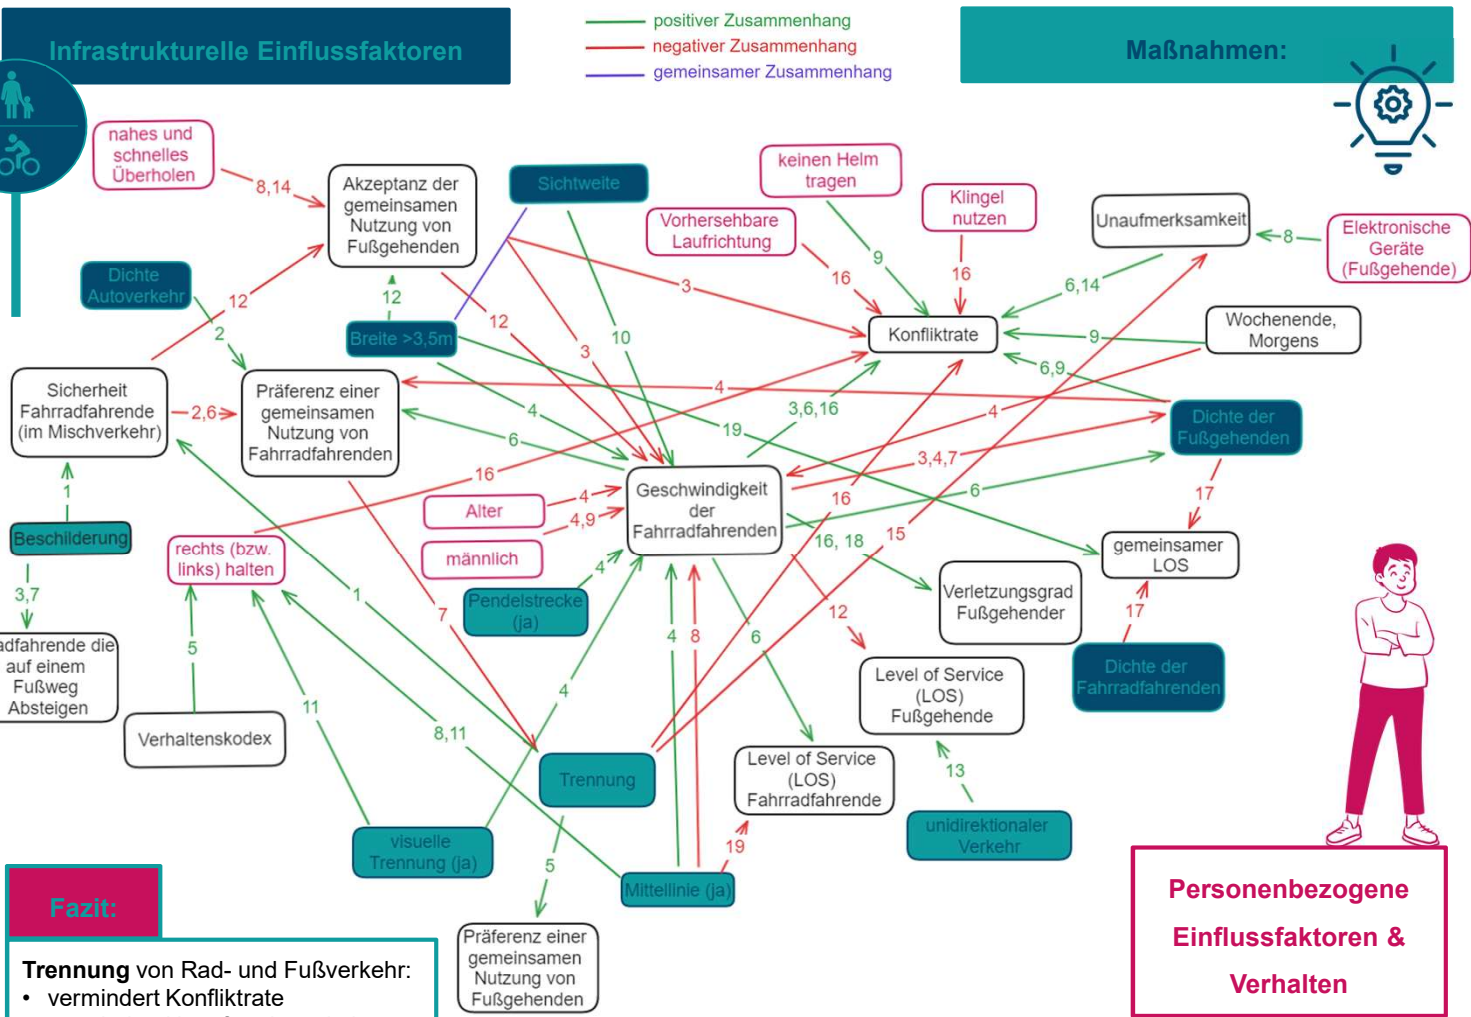 Infrastrukturelle Einflussfaktoren
positiver Zusammenhang
negativer Zusammenhang
gemeinsamer Zusammenhang
Maßnahmen:
nahes und
schnelles
Überholen
8,14
Akzeptanz der
gemeinsamen
Nutzung von
Fußgehenden
Sichtweite
keinen Helm
tragen
Vorhersehbare
Laufrichtung
Klingel
nutzen
Unaufmerksamkeit
8
Elektronische
Geräte
(Fußgehende)
Dichte
Autoverkehr
12
2
12
Breite >3,5m
12
3
10
3
16
9
16
6,14
Konfliktrate
9
Wochenende,
Morgens
6,9
Sicherheit
Fahrradfahrende
(im Mischverkehr)
2,6
Präferenz einer
gemeinsamen
Nutzung von
Fahrradfahrenden
4
4
6
19
3,6,16
4
Dichte der
Fußgehenden
3,4,7
6
17
16
1
Beschilderung
3,7
rechts (bzw.
links) halten
Alter
4
4,9
männlich
Geschwindigkeit
der
Fahrradfahrenden
16
15
16, 18
gemeinsamer
LOS
17
Pendelstrecke
(ja)
4
Verletzungsgrad
Fußgehender
12
1
7
4
8
6
5
adfahrende die
auf einem
Fußweg
Absteigen
Verhaltenskodex
11
8,11
4
Level of Service
(LOS)
Fußgehende
Dichte der
Fahrradfahrenden
13
Trennung
Level of Service
(LOS)
Fahrradfahrende
unidirektionaler
Verkehr
visuelle
Trennung (ja)
5
19
Mittellinie (ja)
Präferenz einer
gemeinsamen
Nutzung von
Fußgehenden
Fazit:
Trennung von Rad- und Fußverkehr:
• vermindert Konfliktrate
Personenbezogene
Einflussfaktoren &
Verhalten